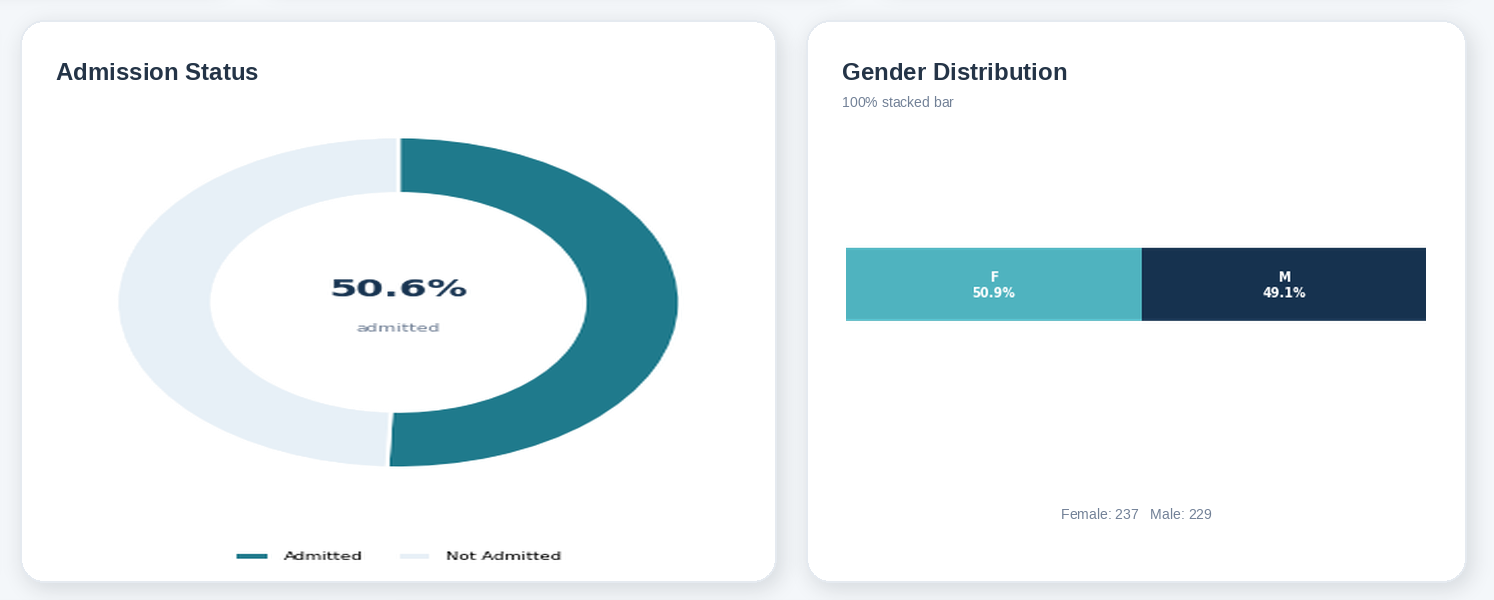 Admission Status
50.6%
admitted
Admitted Not Admitted
Gender Distribution
100% stacked bar
F
50.9%
M
49.1%
Female: 237 Male: 229